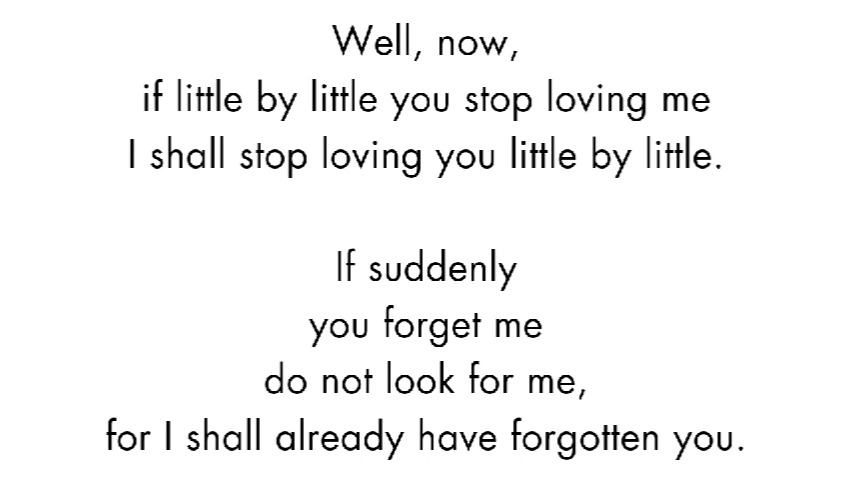 Well, now,
if little by little you stop loving me
I shall stop loving you little by little.
If suddenly
you forget me
do not look for me,
for I shall already have forgotten you.